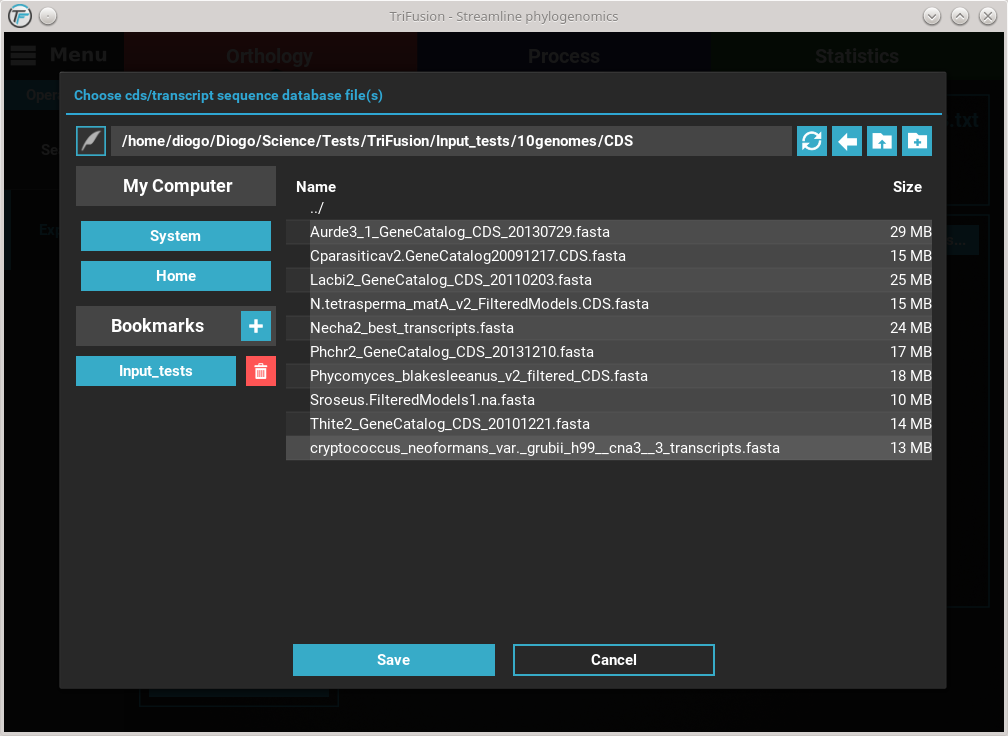 TriFusion - Streamline phylogenomics
Menu
Orthology
Process
Statistics
Choose cds/transcript sequence database file(s)
/home/diogo/Diogo/Science/Tests/TriFusion/Input_tests/10genomes/CDS
.txt
My Computer
System
Home
Bookmarks
Input_tests
Name Size
../
Aurde3_1_GeneCatalog_CDS_20130729.fasta 29 MB
Cparasiticav2.GeneCatalog20091217.CDS.fasta 15 MB
Lacbi2_GeneCatalog_CDS_20110203.fasta 25 MB
N.tetrasperma_matA_v2_FilteredModels.CDS.fasta 15 MB
Necha2_best_transcripts.fasta 24 MB
Phchr2_GeneCatalog_CDS_20131210.fasta 17 MB
Phycomyces_blakesleeanus_v2_filtered_CDS.fasta 18 MB
Sroseus.FilteredModels1.na.fasta 10 MB
Thite2_GeneCatalog_CDS_20101221.fasta 14 MB
cryptococcus_neoformans_var._grubii_h99__cna3__3_transcripts.fasta 13 MB
Save
Cancel